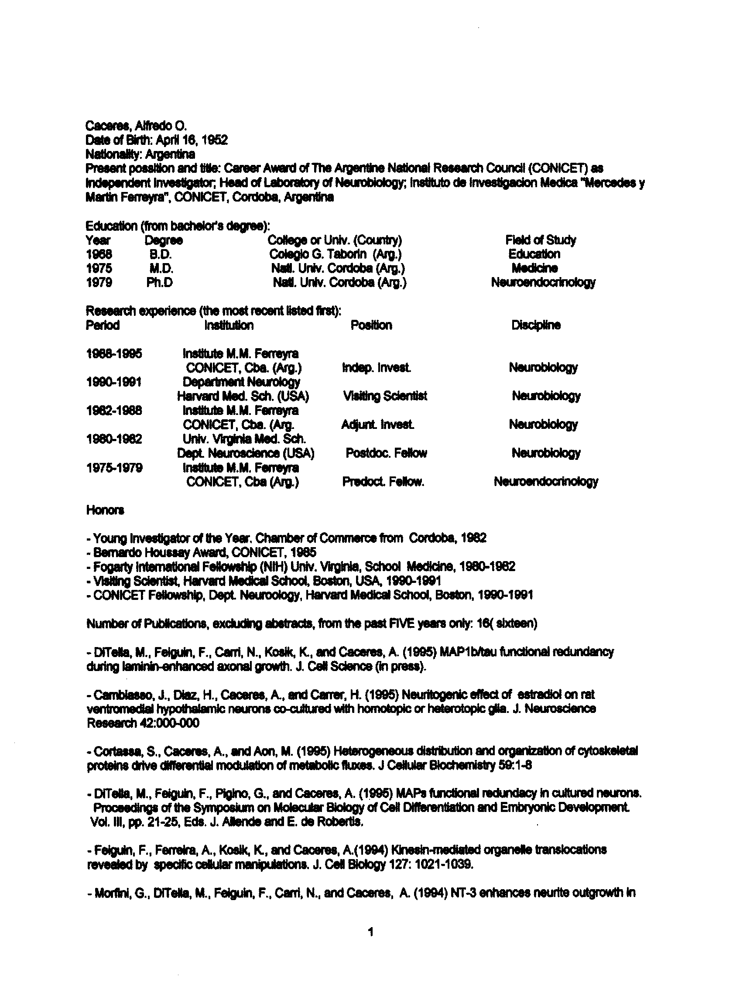 Caceres, Alfredo O.
Date of Birth: April 16, 1952
Nationality: Argentina
Present possition and title: Career Award of The Argentine National Research Council (CONICET) as
Independent Investigator; Head of Laboratory of Neurobiology; Instituto de Investigacion Medica "Mercedes y
Martin Ferreyra", CONICET, Cordoba, Argentina
Education (from bachelor's degree):
Year Degree College or Univ. (Country) Field of Study
1968 B.D. Colegio G. Taborin (Arg.) Education
1975 M.D. Natl. Univ. Cordoba (Arg.) Medicine
1979 Ph.D Natl. Univ. Cordoba (Arg.) Neuroendocrinology
Research experience (the most recent listed first):
Period Institution Position Discipline
1988-1995 Institute M.M. Ferreyra
CONICET, Cba. (Arg.) Indep. Invest. Neurobiology
1990-1991 Department Neurology
Harvard Med. Sch. (USA) Visiting Scientist Neurobiology
1982-1988 Institute M.M. Ferreyra
CONICET, Cba. (Arg. Adjunt. Invest. Neurobiology
1980-1982 Univ. Virginia Med. Sch.
Dept. Neuroscience (USA) Postdoc. Fellow Neurobiology
1975-1979 Institute M.M. Ferreyra
CONICET, Cba (Arg.) Predoct. Fellow. Neuroendocrinology
Honors
- Young Investigator of the Year. Chamber of Commerce from Cordoba, 1982
- Bernardo Houssay Award, CONICET, 1985
- Fogarty International Fellowship (NIH) Univ. Virginia, School Medicine, 1980-1982
- Visiting Scientist, Harvard Medical School, Boston, USA, 1990-1991
- CONICET Fellowship, Dept. Neuroology, Harvard Medical School, Boston, 1990-1991
Number of Publications, excluding abstracts, from the past FIVE years only: 16( sixteen)
- DiTella, M., Feiguin, F., Carri, N., Kosik, K., and Caceres, A. (1995) MAP1b/tau functional redundancy
during laminin-enhanced axonal growth. J. Cell Science (in press).
- Cambiasso, J., Diaz, H., Caceres, A., and Carrer, H. (1995) Neuritogenic effect of estradiol on rat
ventromedial hypothalamic neurons co-cultured with homotopic or heterotopic glia. J. Neuroscience
Research 42:000-000
- Cortassa, S., Caceres, A., and Aon, M. (1995) Heterogeneous distribution and organization of cytoskeletal
proteins drive differential modulation of metabolic fluxes. J Cellular Biochemistry 59:1-8
- DiTella, M., Feiguin, F., Pigino, G., and Caceres, A. (1995) MAPs functional redundacy in cultured neurons.
Proceedings of the Symposium on Molecular Biology of Cell Differentiation and Embryonic Development.
Vol. III, pp. 21-25, Eds. J. Allende and E. de Robertis.
- Feiguin, F., Ferreira, A., Kosik, K., and Caceres, A.(1994) Kinesin-mediated organelle translocations
revealed by specific cellular manipulations. J. Cell Biology 127: 1021-1039.
- Morfini, G., DiTella, M., Feiguin, F., Carri, N., and Caceres, A. (1994) NT-3 enhances neurite outgrowth in
1